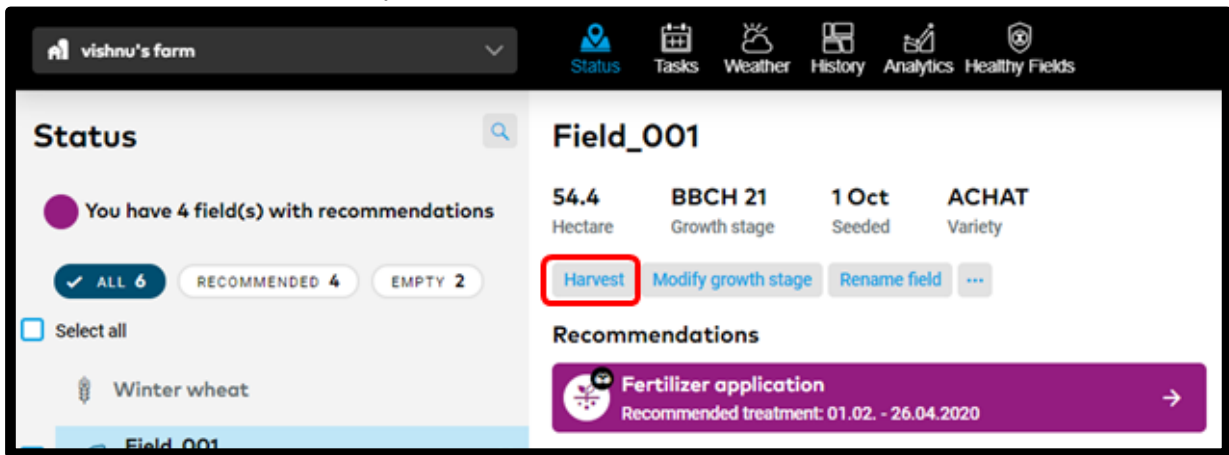 vishnu's farm
Status
Tasks
Weather
History
Analytics
Healthy Fields
Status
You have 4 field(s) with recommendations
ALL 6
RECOMMENDED 4
EMPTY 2
Select all
Winter wheat
Field_001
Field_001
54.4
BBCH 21
1 Oct
ACHAT
Hectare
Growth stage
Seeded
Variety
Harvest
Modify growth stage
Rename field
...
Recommendations
Fertilizer application
Recommended treatment: 01.02. - 26.04.2020